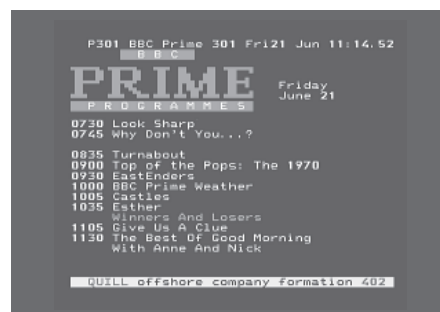 P301 BBC Prime 301 Fri21 Jun 11:14.52
BBC
PRIME
PROGRAMMES
Friday
June 21
0730 Look Sharp
0745 Why Don't You...?
0835 Turnabout
0900 Top of the Pops: The 1970
0930 EastEnders
1000 BBC Prime Weather
1005 Castles
1035 Esther
Winners And Losers
1105 Give Us A Clue
1130 The Best Of Good Morning
With Anne And Nick
QUILL offshore company formation 402